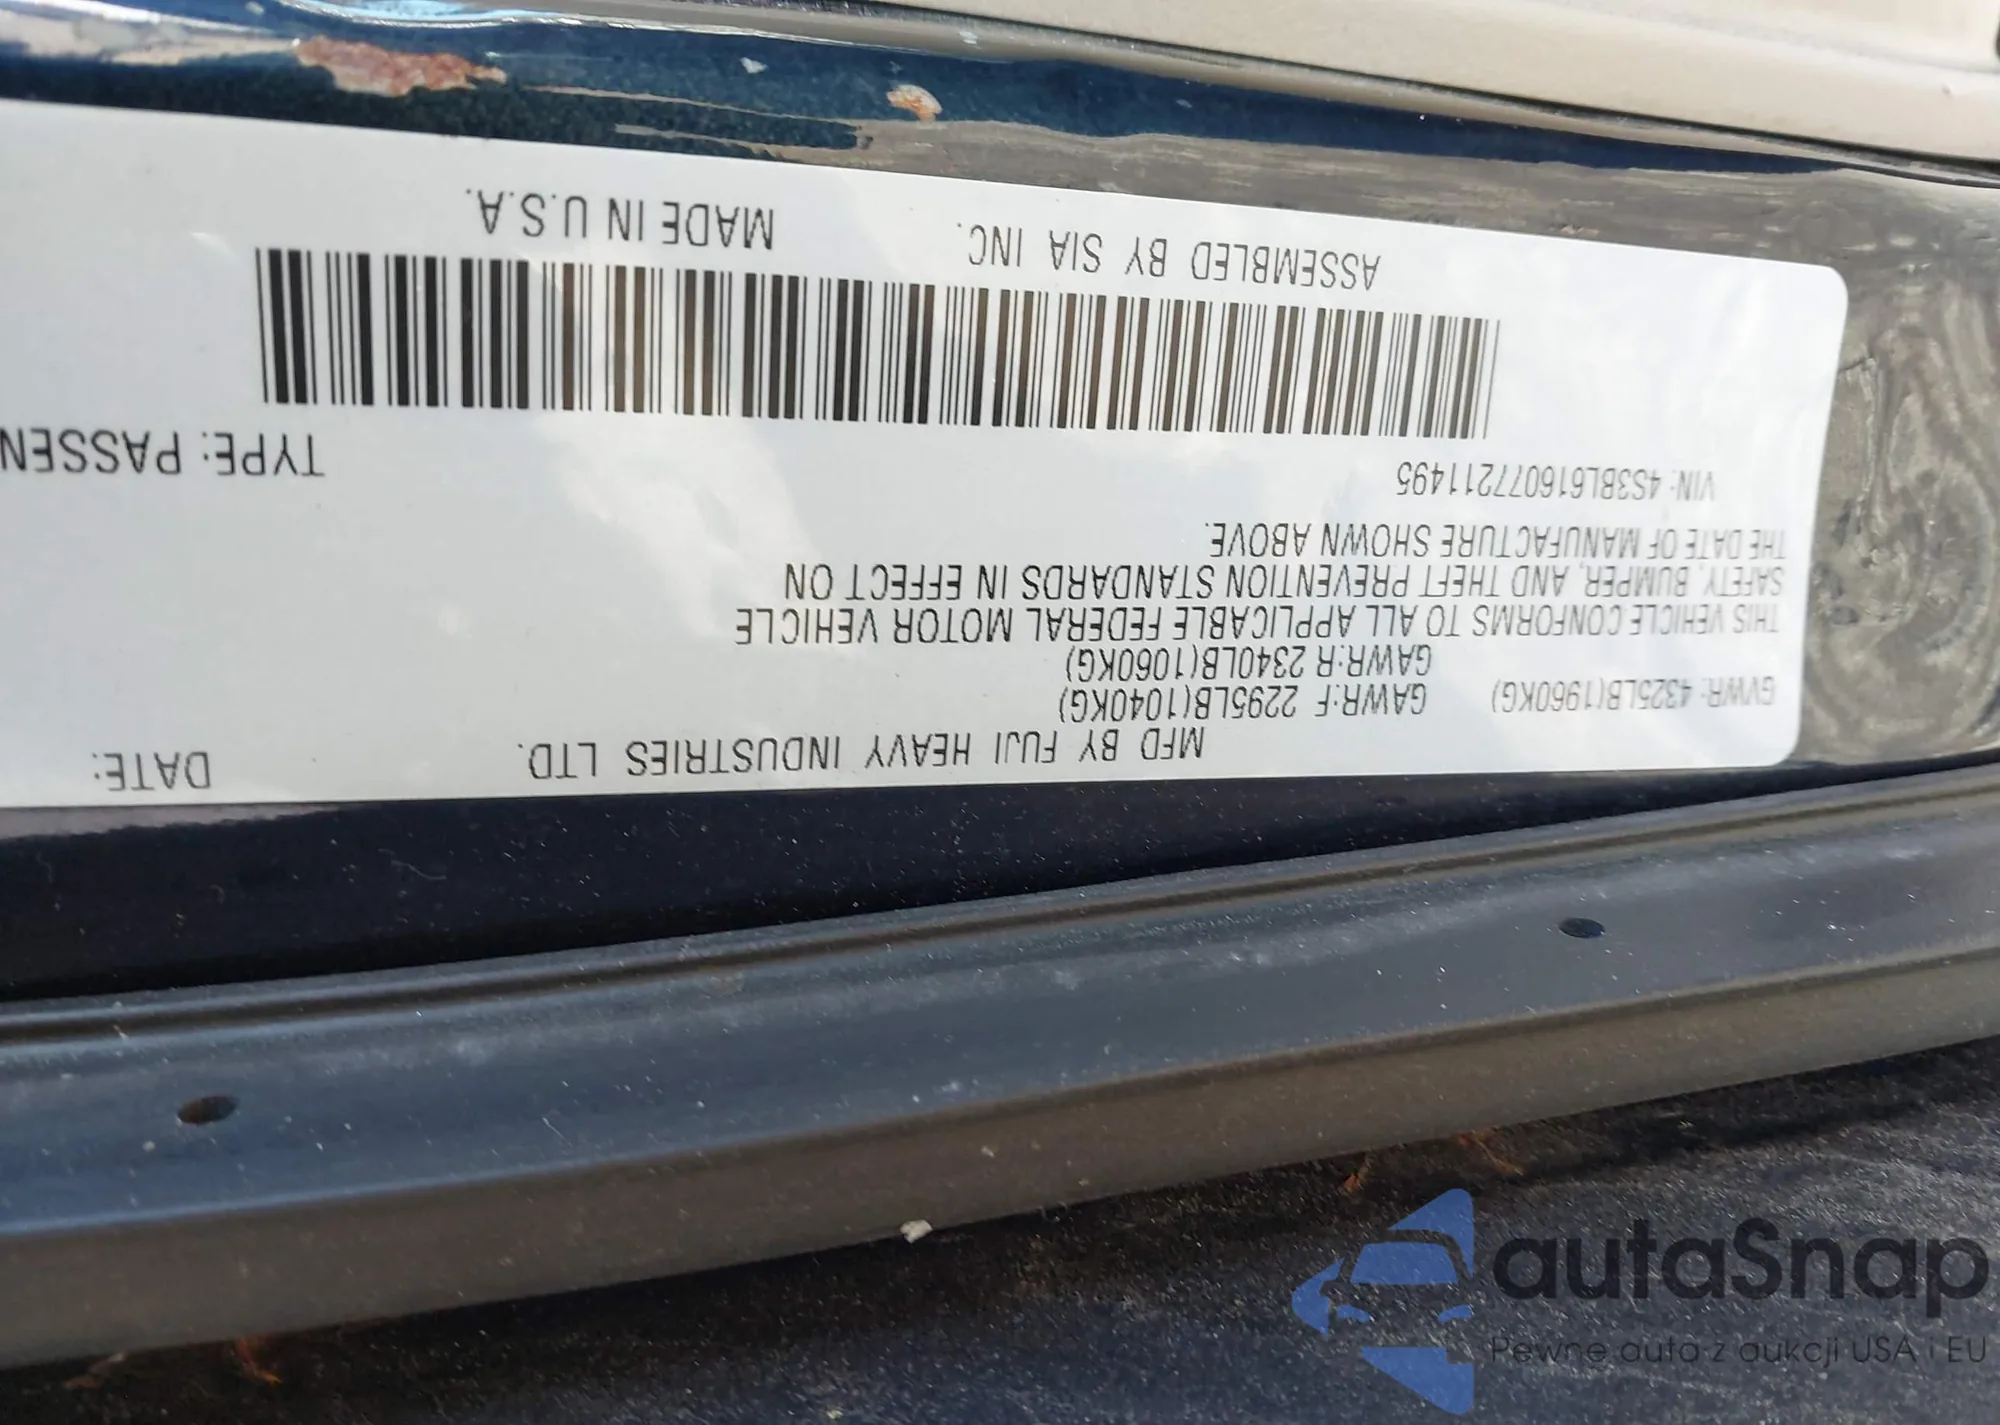 MFD BY FUJI HEAVY INDUSTRIES LTD. DATE:
GVWR: 4325LB(1960KG) GAWR:F 2295LB(1040KG)
GAWR:R 2340LB(1060KG)
THIS VEHICLE CONFORMS TO ALL APPLICABLE FEDERAL MOTOR VEHICLE
SAFETY, BUMPER, AND THEFT PREVENTION STANDARDS IN EFFECT ON
THE DATE OF MANUFACTURE SHOWN ABOVE.
VIN: 4S3BL616077211495 TYPE: PASSEN
ASSEMBLED BY SIA INC. MADE IN U.S.A.
autaSnap
Pewne auta z aukcji USA i EU